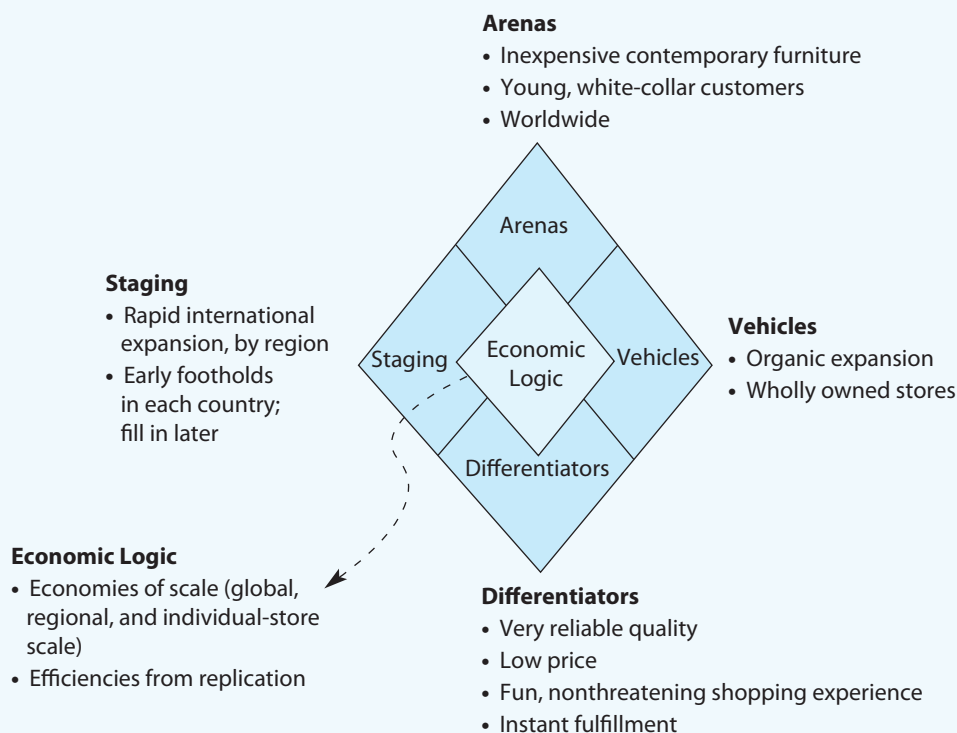 Arenas
• Inexpensive contemporary furniture
• Young, white-collar customers
• Worldwide
Arenas
Staging
• Rapid international
expansion, by region
• Early footholds
in each country;
fill in later
Staging
Economic
Logic
Vehicles
Vehicles
• Organic expansion
• Wholly owned stores
Differentiators
Economic Logic
• Economies of scale (global,
regional, and individual-store
scale)
• Efficiencies from replication
Differentiators
• Very reliable quality
• Low price
• Fun, nonthreatening shopping experience
• Instant fulfillment